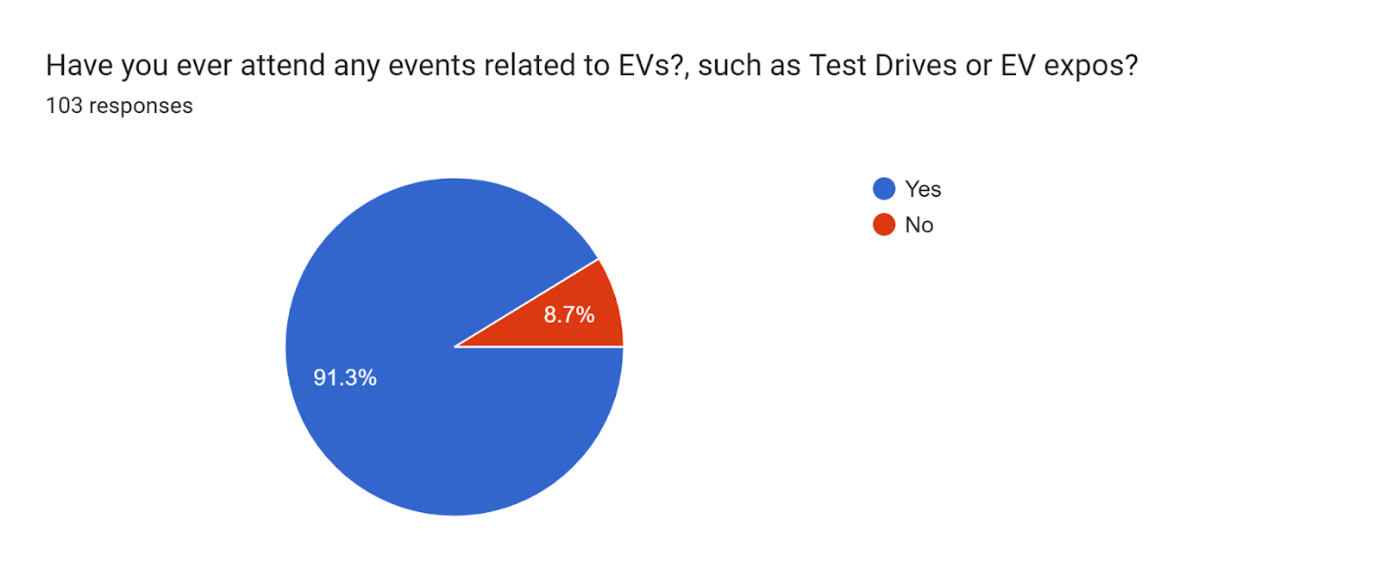 Have you ever attend any events related to EVs?, such as Test Drives or EV expos?
103 responses
Yes
No
8.7%
91.3%